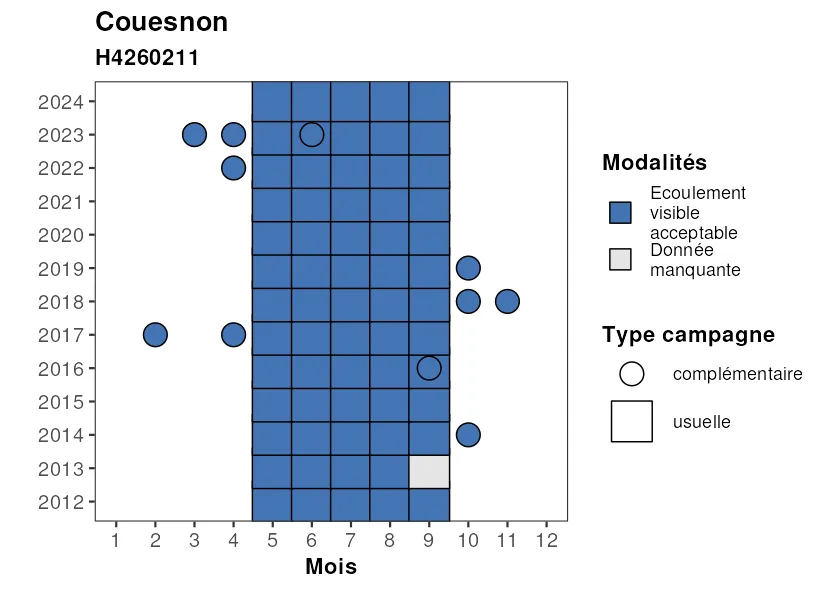 Couesnon
H4260211
2024
2023
2022
2021
2020
2019
2018
2017
2016
2015
2014
2013
2012
1 2 3 4 5 6 7 8 9 10 11 12
Mois
Modalités
Ecoulement
visible
acceptable
Donnée
manquante
Type campagne
complémentaire
usuelle